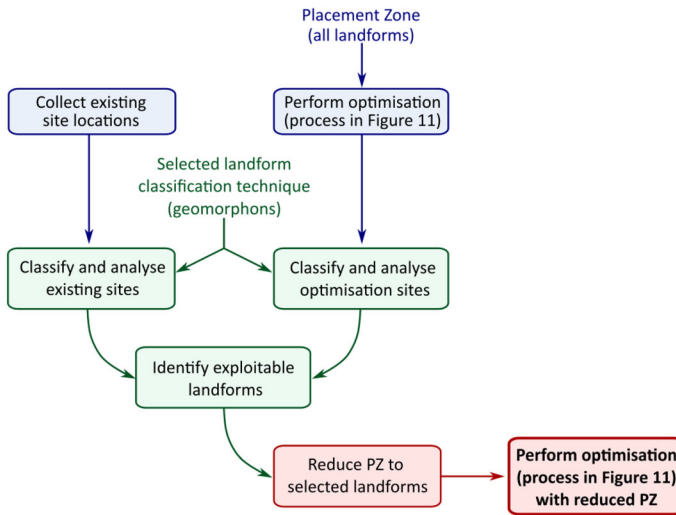 Placement Zone
(all landforms)
Collect existing
site locations
Perform optimisation
(process in Figure 11)
Selected landform
classification technique
(geomorphons)
Classify and analyse
existing sites
Classify and analyse
optimisation sites
Identify exploitable
landforms
Reduce PZ to
selected landforms
Perform optimisation
(process in Figure 11)
with reduced PZ